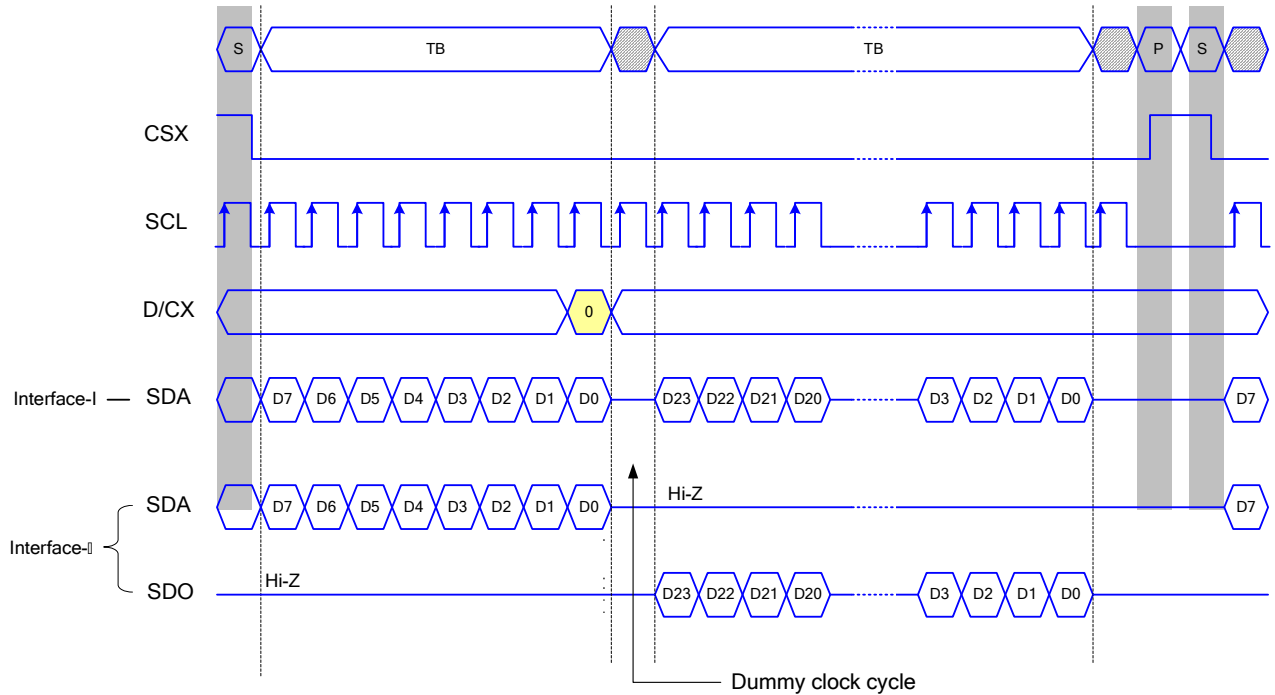 S TB TB P S
CSX
SCL
D/CX 0
Interface-I SDA D7 D6 D5 D4 D3 D2 D1 D0 D23 D22 D21 D20 D3 D2 D1 D0 D7
SDA D7 D6 D5 D4 D3 D2 D1 D0 Hi-Z D7
Interface-
SDO Hi-Z D23 D22 D21 D20 D3 D2 D1 D0
Dummy clock cycle